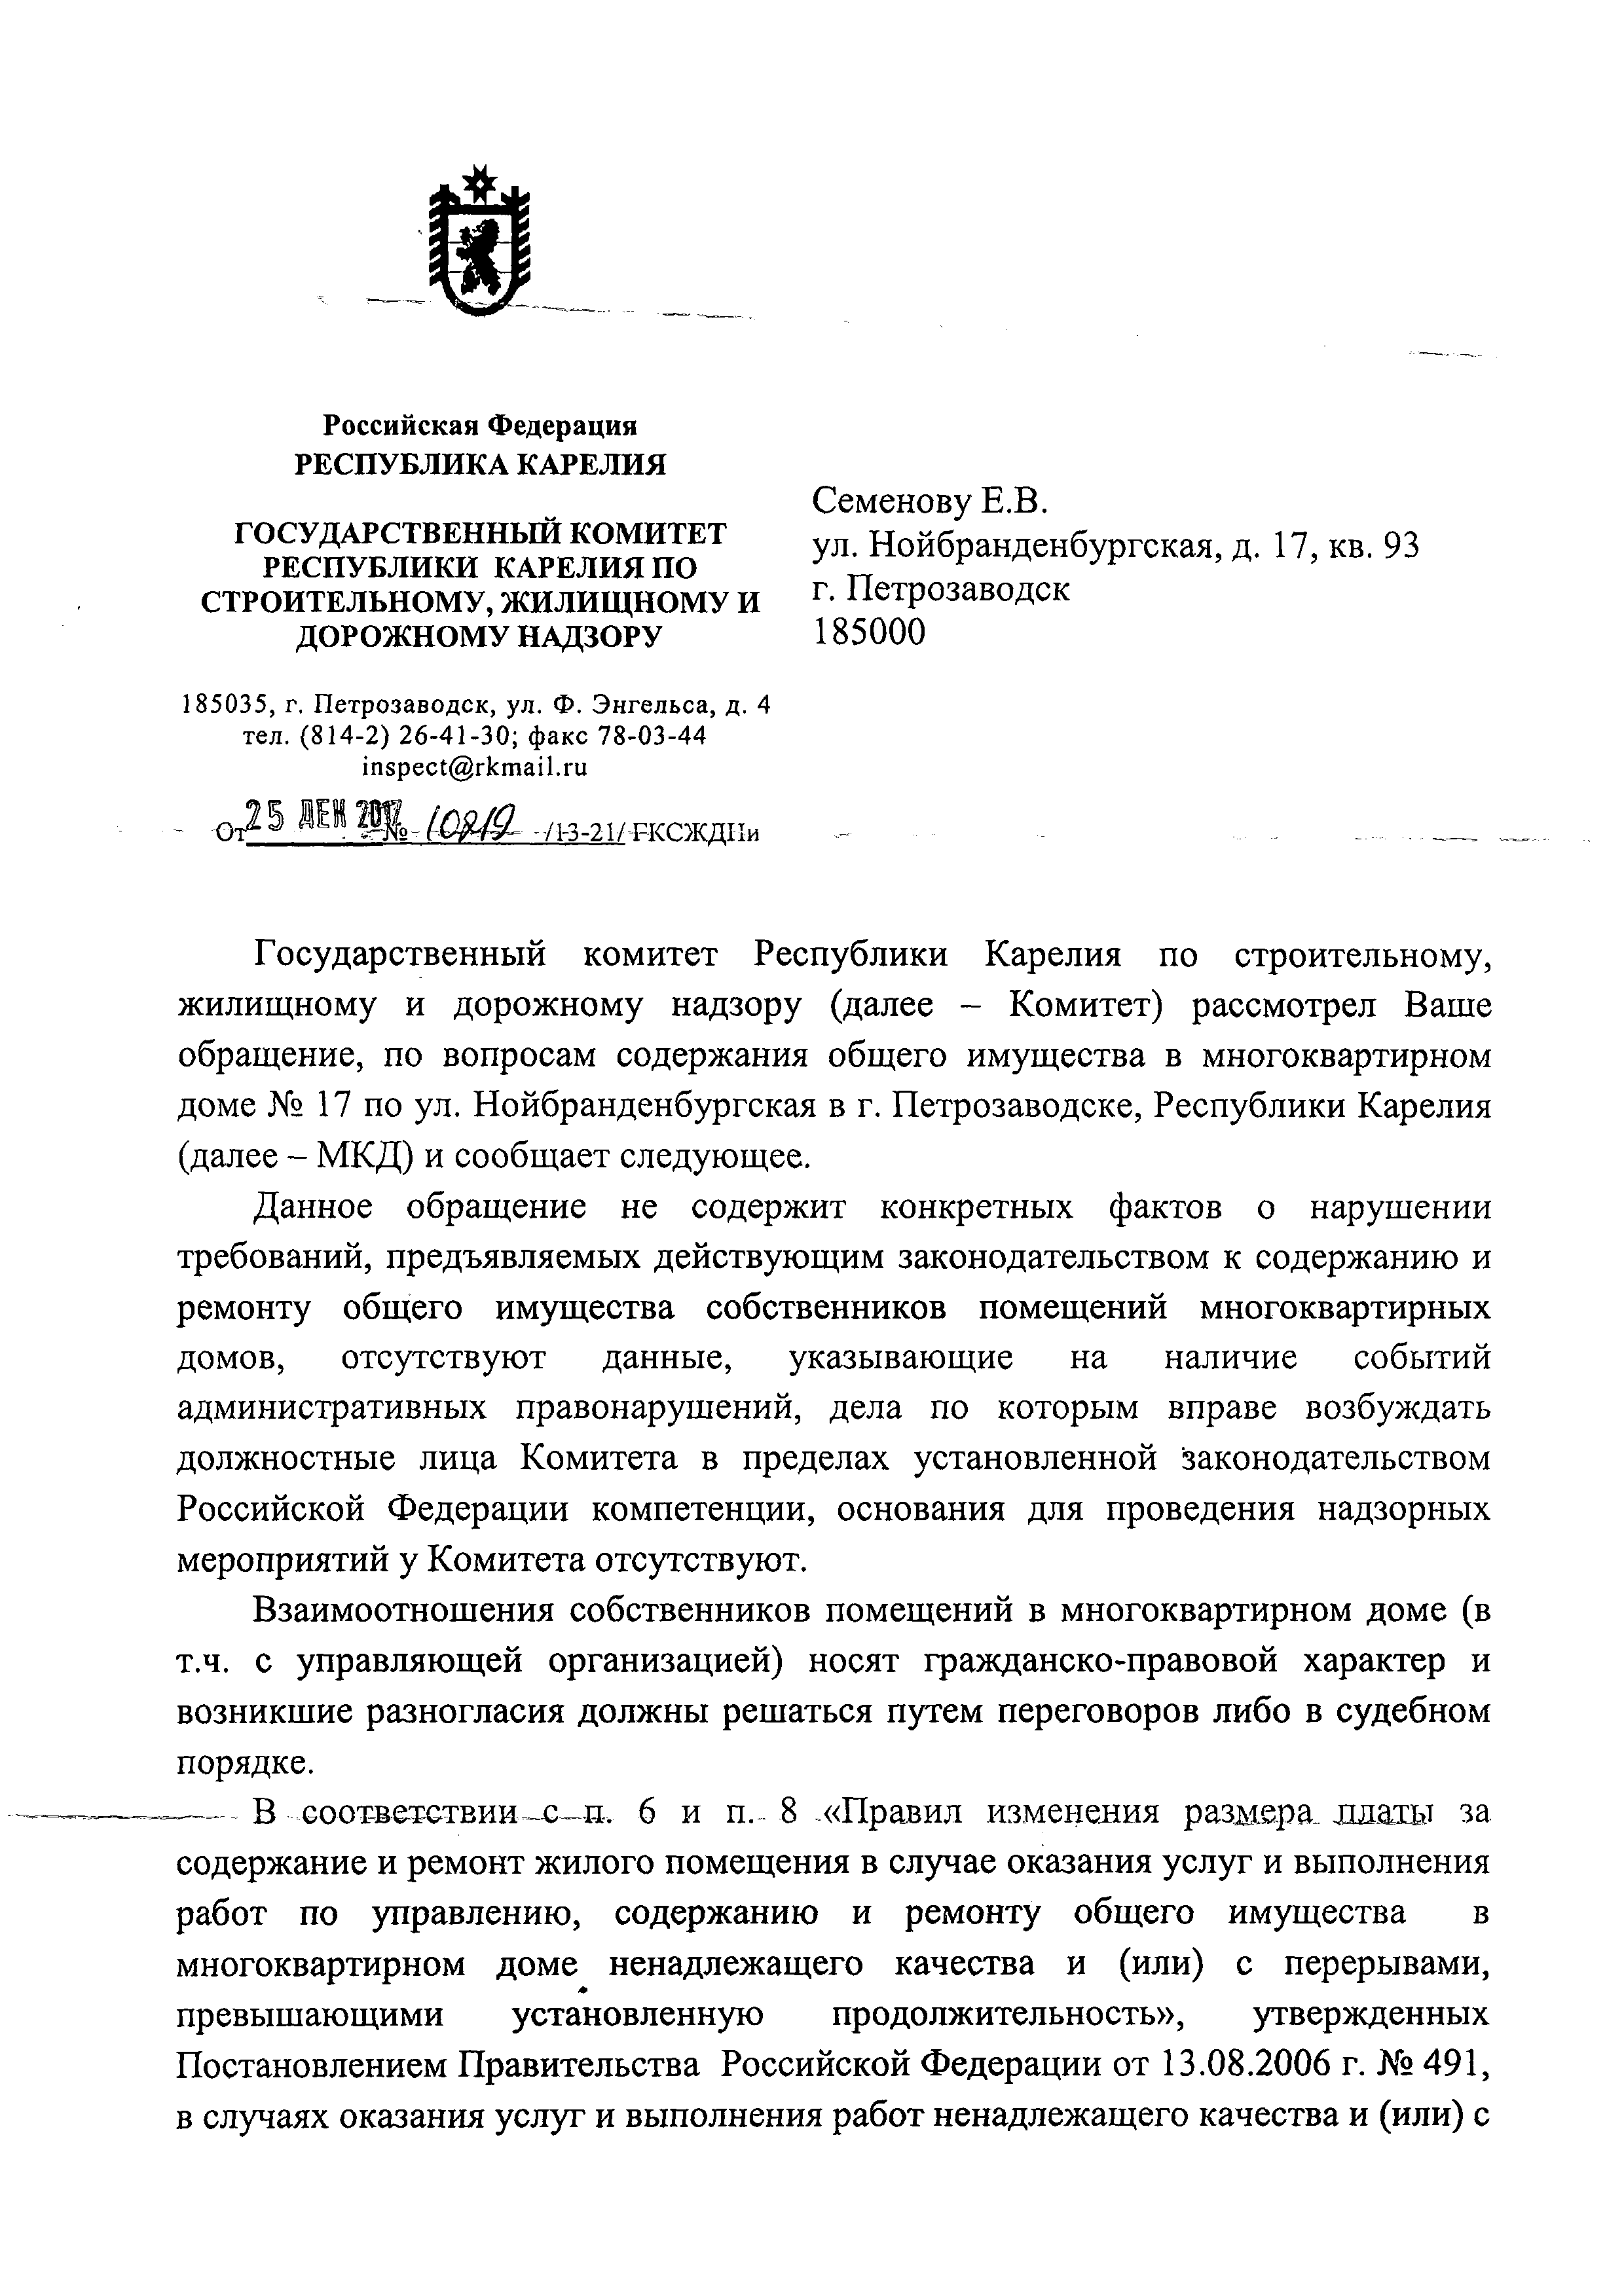 Российская Федерация
РЕСПУБЛИКА КАРЕЛИЯ
ГОСУДАРСТВЕННЫЙ КОМИТЕТ
РЕСПУБЛИКИ КАРЕЛИЯ ПО
СТРОИТЕЛЬНОМУ, ЖИЛИЩНОМУ И
ДОРОЖНОМУ НАДЗОРУ
185035, г. Петрозаводск, ул. Ф. Энгельса, д. 4
тел. (814-2) 26-41-30; факс 78-03-44
inspect@rkmail.ru
От 25 ДЕК 2017 № 10819 /13-21/ ГКСЖДНи
Семенову Е.В.
ул. Нойбранденбургская, д. 17, кв. 93
г. Петрозаводск
185000
Государственный комитет Республики Карелия по строительному,
жилищному и дорожному надзору (далее – Комитет) рассмотрел Ваше
обращение, по вопросам содержания общего имущества в многоквартирном
доме № 17 по ул. Нойбранденбургская в г. Петрозаводске, Республики Карелия
(далее – МКД) и сообщает следующее.
Данное обращение не содержит конкретных фактов о нарушении
требований, предъявляемых действующим законодательством к содержанию и
ремонту общего имущества собственников помещений многоквартирных
домов, отсутствуют данные, указывающие на наличие событий
административных правонарушений, дела по которым вправе возбуждать
должностные лица Комитета в пределах установленной законодательством
Российской Федерации компетенции, основания для проведения надзорных
мероприятий у Комитета отсутствуют.
Взаимоотношения собственников помещений в многоквартирном доме (в
т.ч. с управляющей организацией) носят гражданско-правовой характер и
возникшие разногласия должны решаться путем переговоров либо в судебном
порядке.
В соответствии с п. 6 и п. 8 «Правил изменения размера платы за
содержание и ремонт жилого помещения в случае оказания услуг и выполнения
работ по управлению, содержанию и ремонту общего имущества в
многоквартирном доме ненадлежащего качества и (или) с перерывами,
превышающими установленную продолжительность», утвержденных
Постановлением Правительства Российской Федерации от 13.08.2006 г. № 491,
в случаях оказания услуг и выполнения работ ненадлежащего качества и (или) с